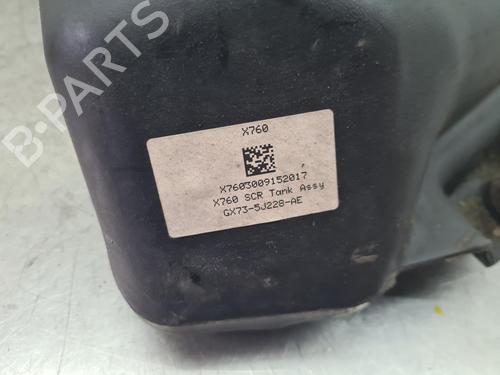 X760
X7603009152017
X760 SCR Tank Assy
GX73-5J228-AE
B-PARTS